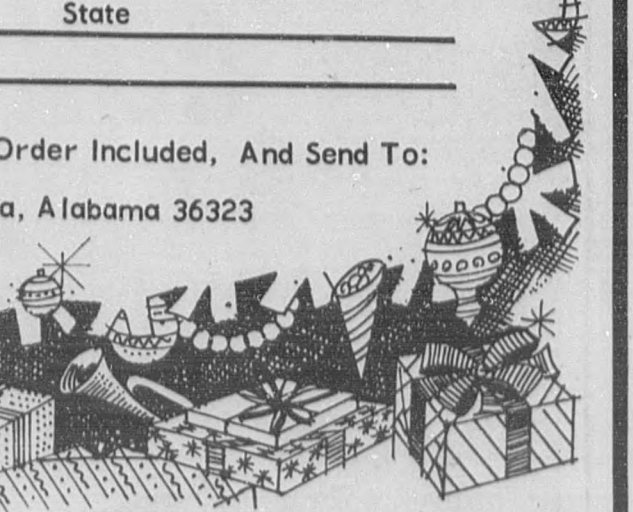 State
Order Included, And Send To:
a, Alabama 36323